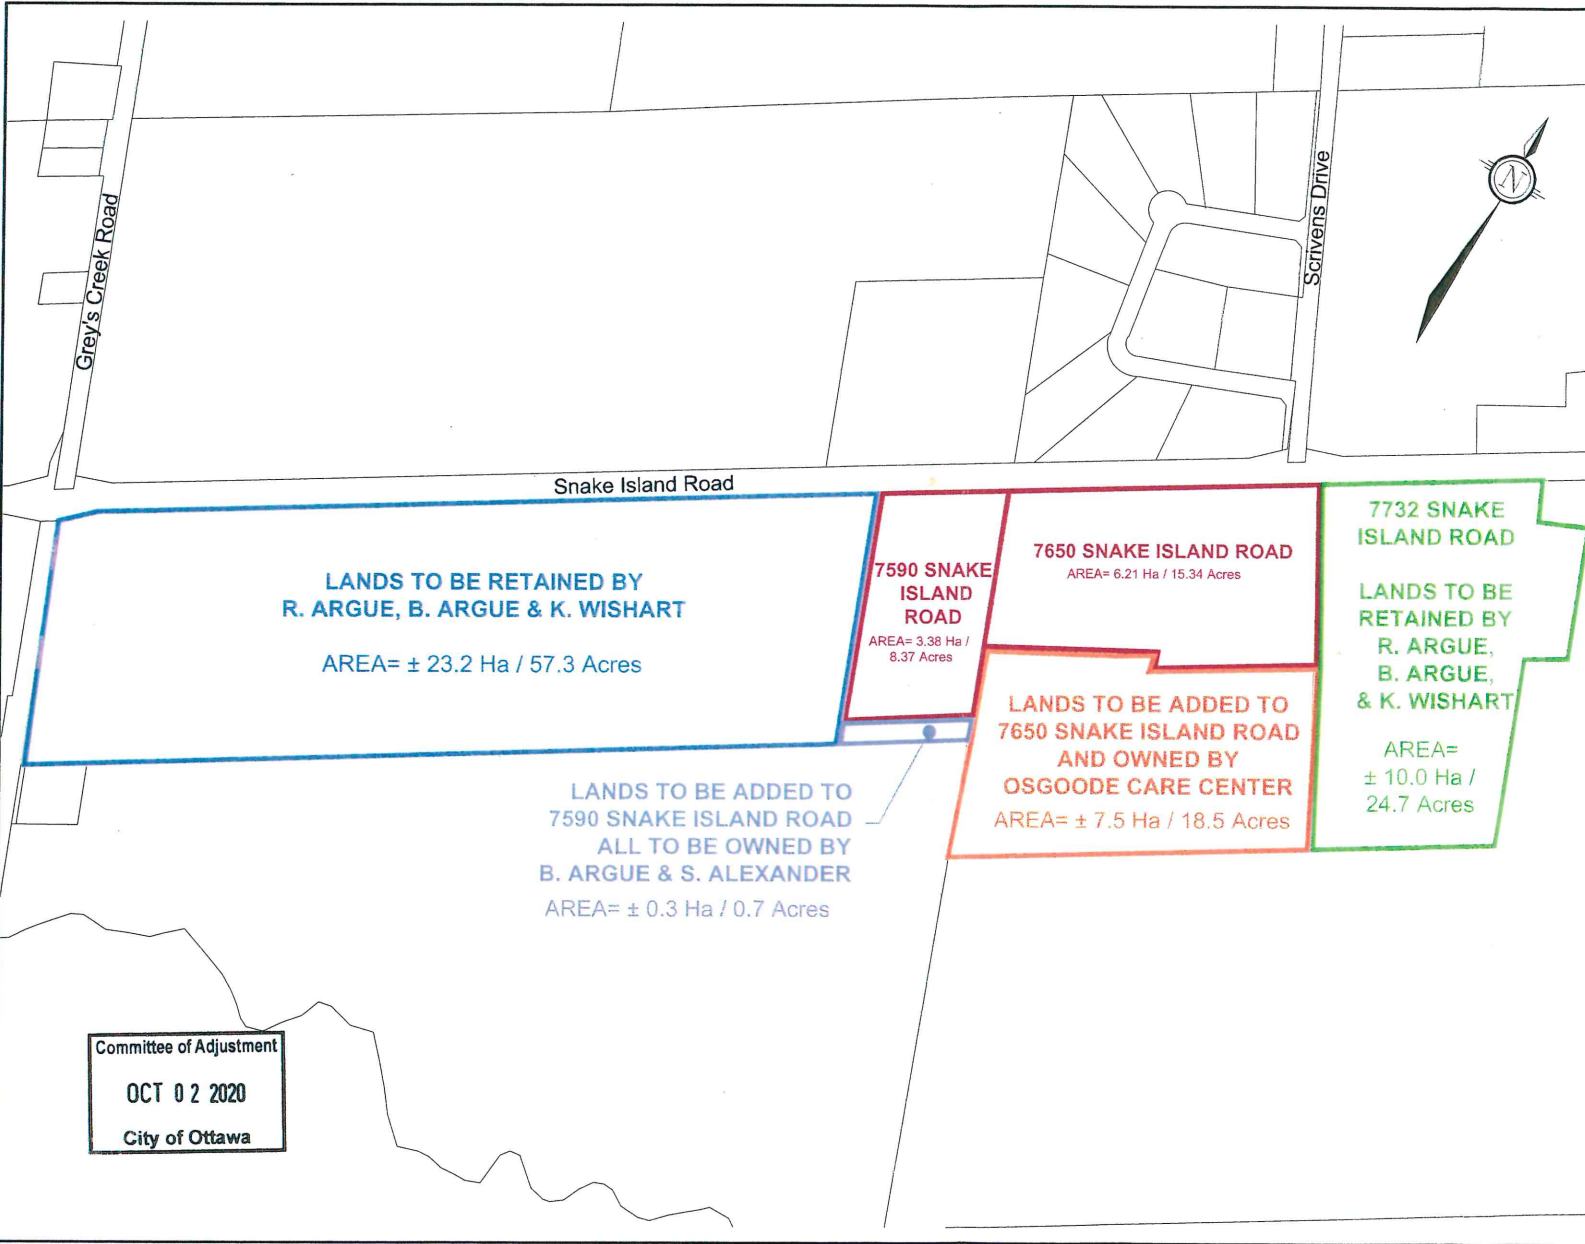 Grey's Creek Road
Scrivens Drive
N
Snake Island Road
LANDS TO BE RETAINED BY
R. ARGUE, B. ARGUE & K. WISHART
AREA= ± 23.2 Ha / 57.3 Acres
7590 SNAKE
ISLAND
ROAD
AREA= 3.38 Ha /
8.37 Acres
7650 SNAKE ISLAND ROAD
AREA= 6.21 Ha / 15.34 Acres
7732 SNAKE
ISLAND ROAD
LANDS TO BE
RETAINED BY
R. ARGUE,
B. ARGUE,
& K. WISHART
AREA=
± 10.0 Ha /
24.7 Acres
LANDS TO BE ADDED TO
7650 SNAKE ISLAND ROAD
AND OWNED BY
OSGOODE CARE CENTER
AREA= ± 7.5 Ha / 18.5 Acres
LANDS TO BE ADDED TO
7590 SNAKE ISLAND ROAD
ALL TO BE OWNED BY
B. ARGUE & S. ALEXANDER
AREA= ± 0.3 Ha / 0.7 Acres
Committee of Adjustment
OCT 02 2020
City of Ottawa